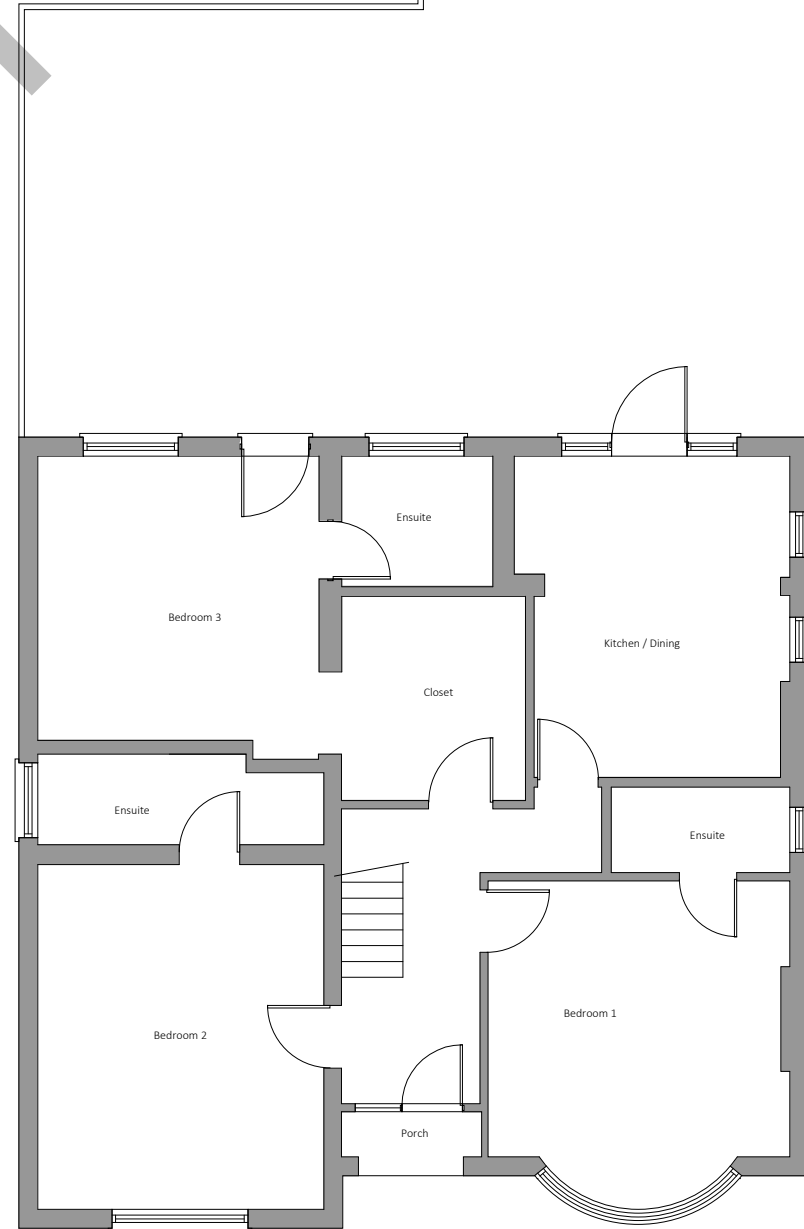 Ensuite
Bedroom 3
Kitchen / Dining
Closet
Ensuite
Ensuite
Bedroom 1
Bedroom 2
Porch